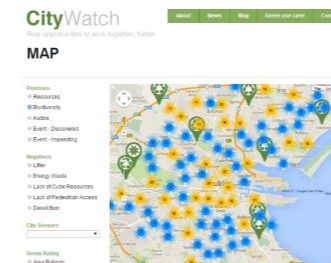 CityWatch
Real opportunities to work together, better
About News Map Green use case
MAP
Positives
Resources
Biodiversity
Kudos
Event - Discovered
Event - Impending
Negatives
Litter
Energy Waste
Lack of Cycle Resources
Lack of Pedestrian Access
Dereliction
City Sensors
Green Rating
Area Ratings